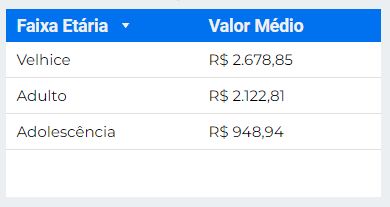 Faixa Etária Valor Médio
Velhice R$ 2.678,85
Adulto R$ 2.122,81
Adolescência R$ 948,94